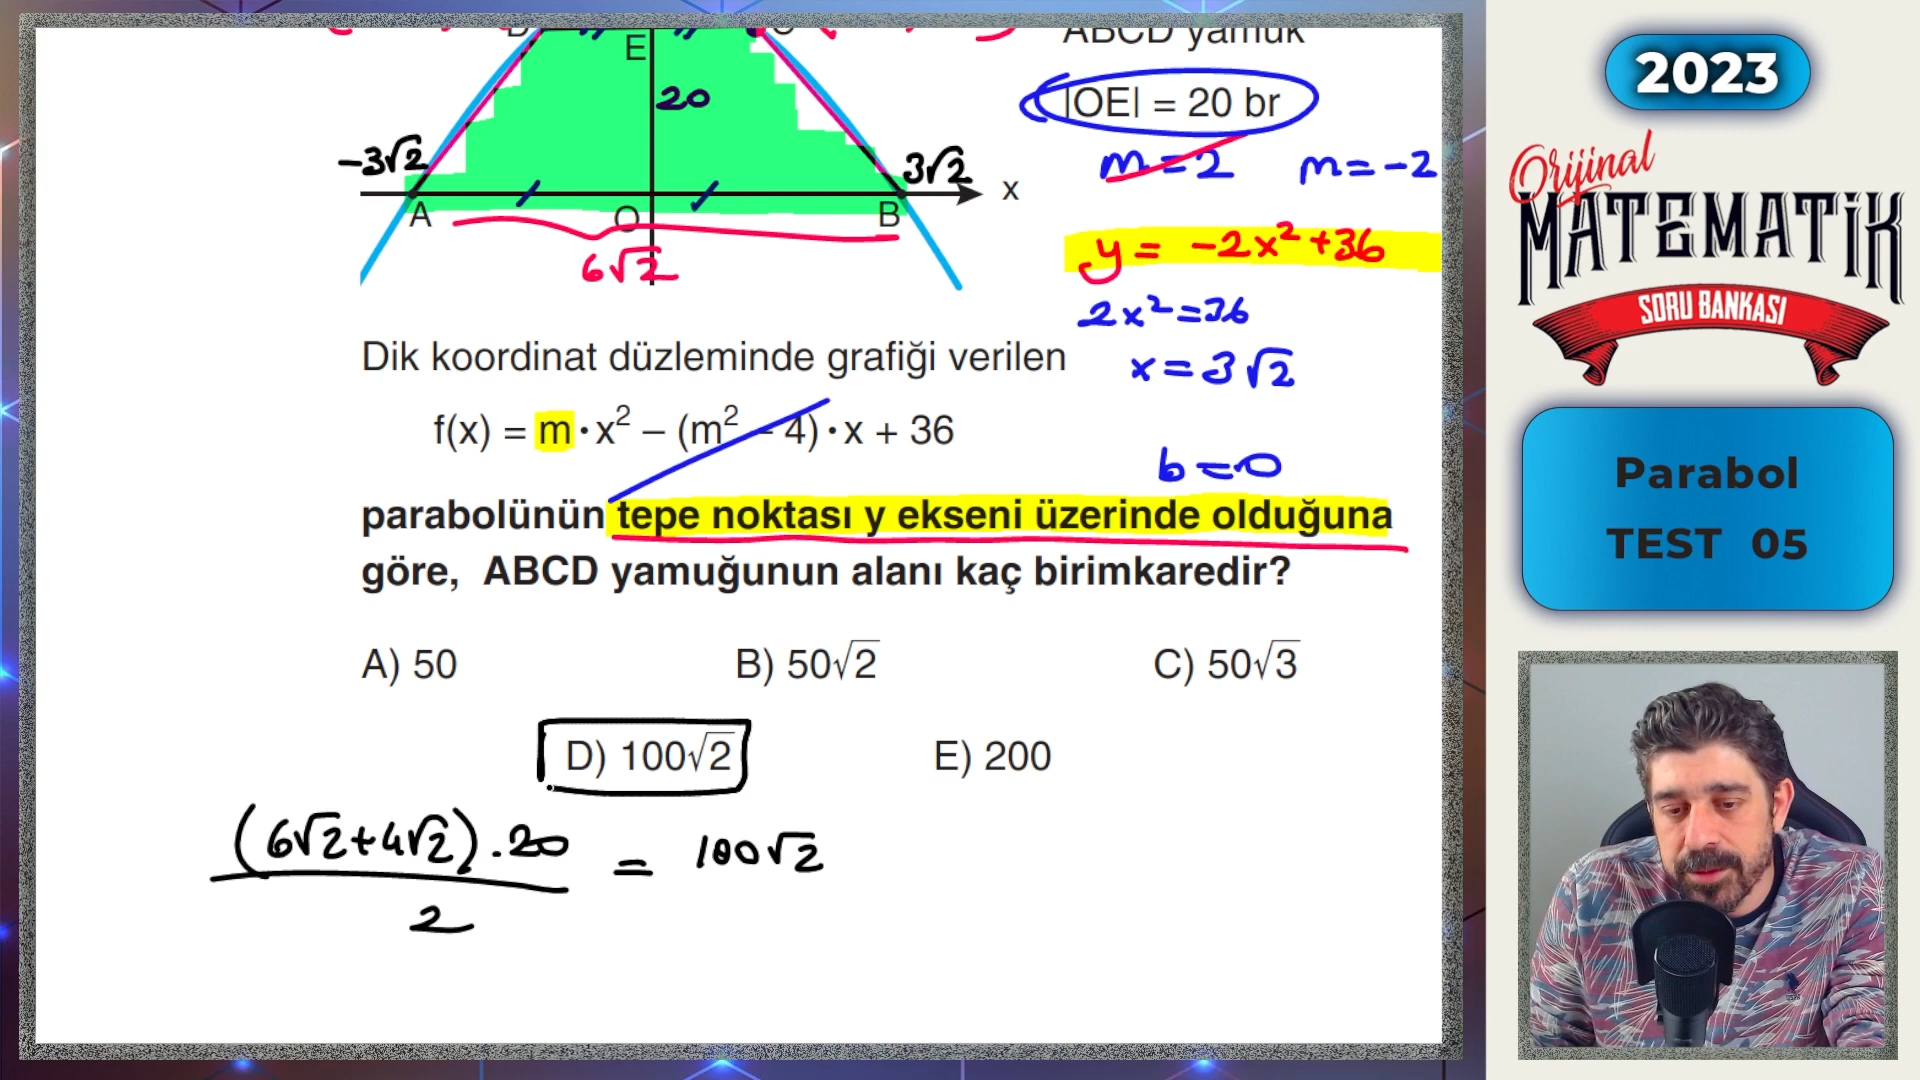 E
ABCD yamuk
20
|OE| = 20 br
-3√2
3√2
m=2 m=-2
x
A O B
y = -2x²+36
6√2
2x²=36
x=3√2
Dik koordinat düzleminde grafiği verilen
f(x) = m · x² – (m² – 4) · x + 36
b=0
parabolünün tepe noktası y ekseni üzerinde olduğuna
göre, ABCD yamuğunun alanı kaç birimkaredir?
A) 50 B) 50√2 C) 50√3
D) 100√2 E) 200
(6√2+4√2).20 = 100√2
2
2023
Orijinal
MATEMATİK
SORU BANKASI
Parabol
TEST 05